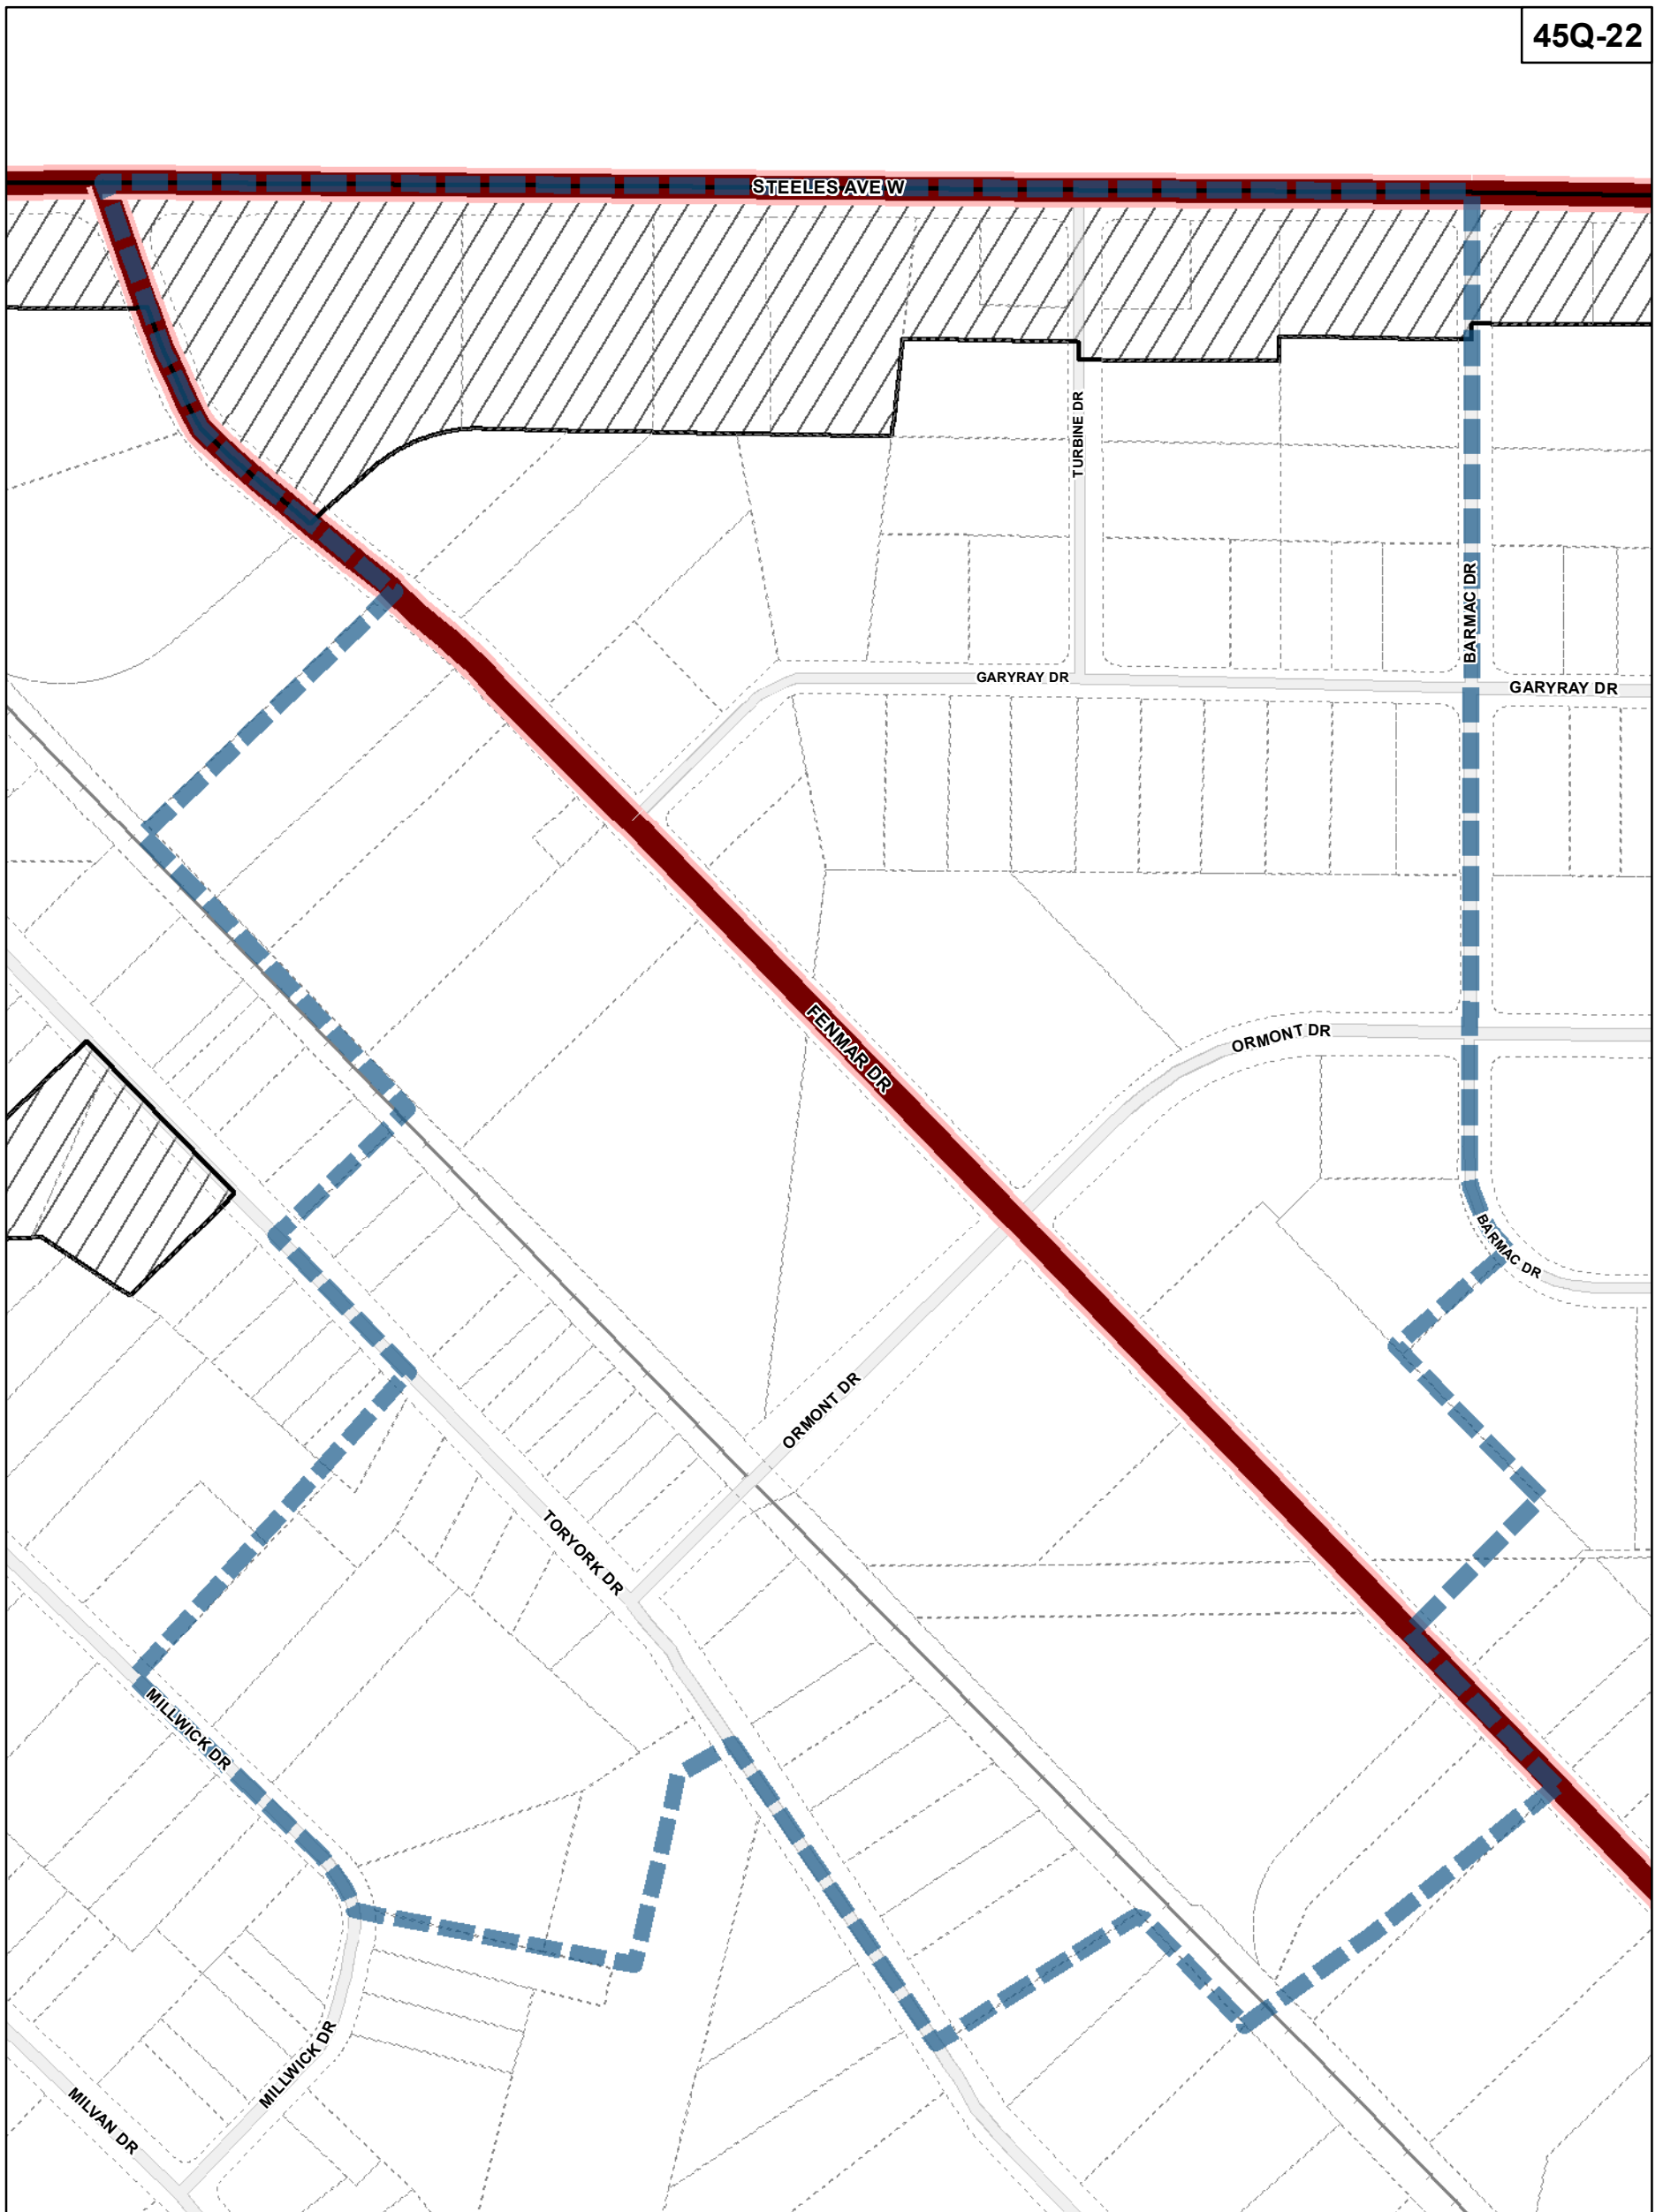 45Q-22
STEELES AVE W
TURBINE DR
BARMAC DR
GARYRAY DR
GARYRAY DR
FENMAR DR
ORMONT DR
BARMAC DR
ORMONT DR
TORYORK DR
MILLWICK DR
MILLWICK DR
MILVAN DR